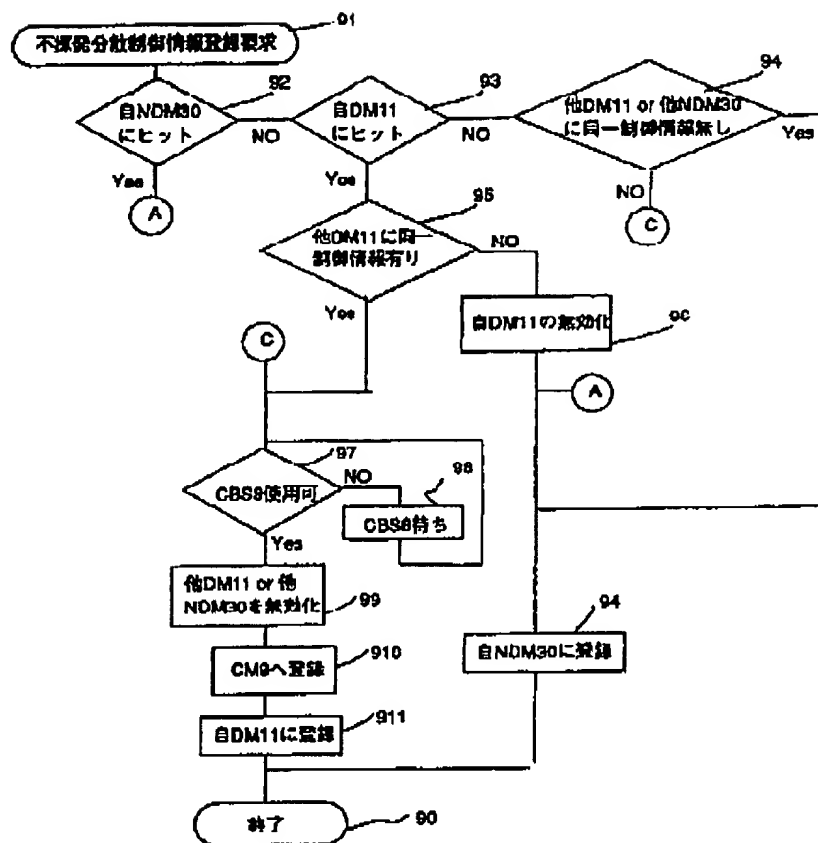 不揮発分散制御情報登録要求
91
自NDM30
にヒット
92
NO
Yes
A
自DM11
にヒット
93
NO
Yes
他DM11 or 他NDM30
に同一制御情報無し
94
Yes
NO
C
他DM11に同一
制御情報有り
95
NO
Yes
自DM11の無効化
96
C
A
CBS8使用可
97
NO
Yes
CBS8待ち
98
他DM11 or 他
NDM30を無効化
99
自NDM30に登録
94
CM9へ登録
910
自DM11に登録
911
終了
90